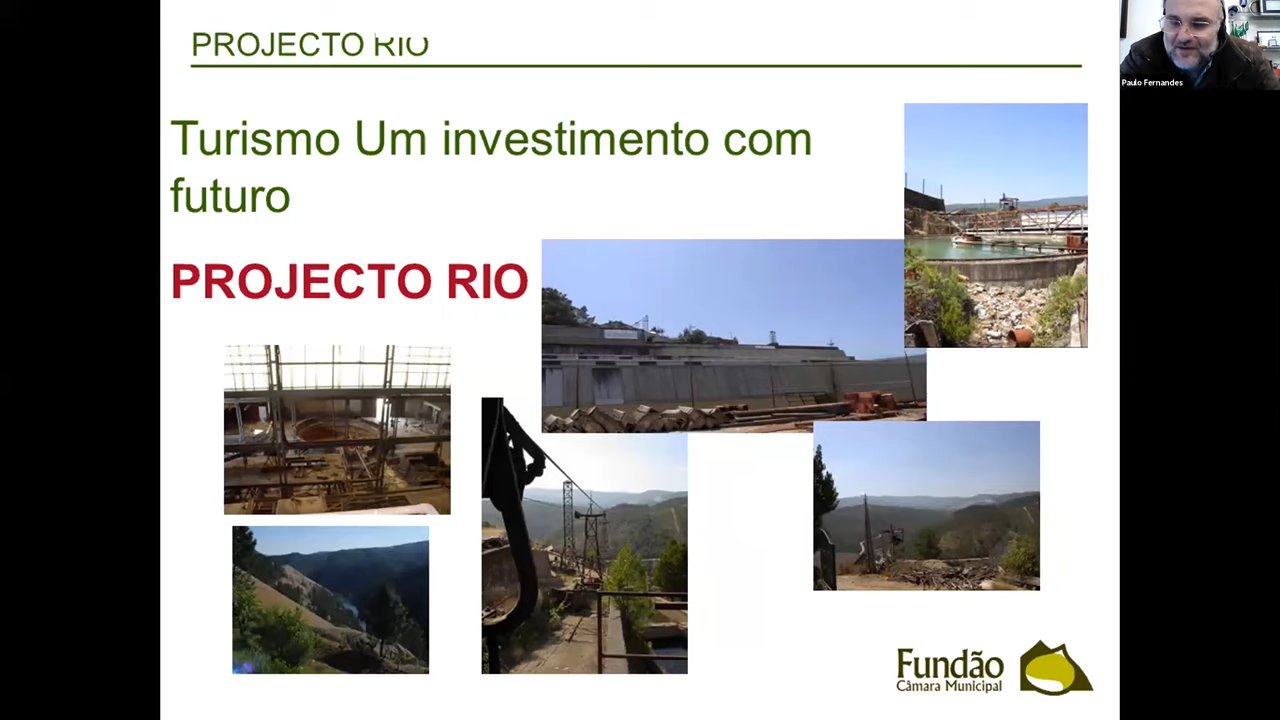 PROJECTO RIO
Paulo Fernandes
Turismo Um investimento com
futuro
PROJECTO RIO
Fundão
Câmara Municipal